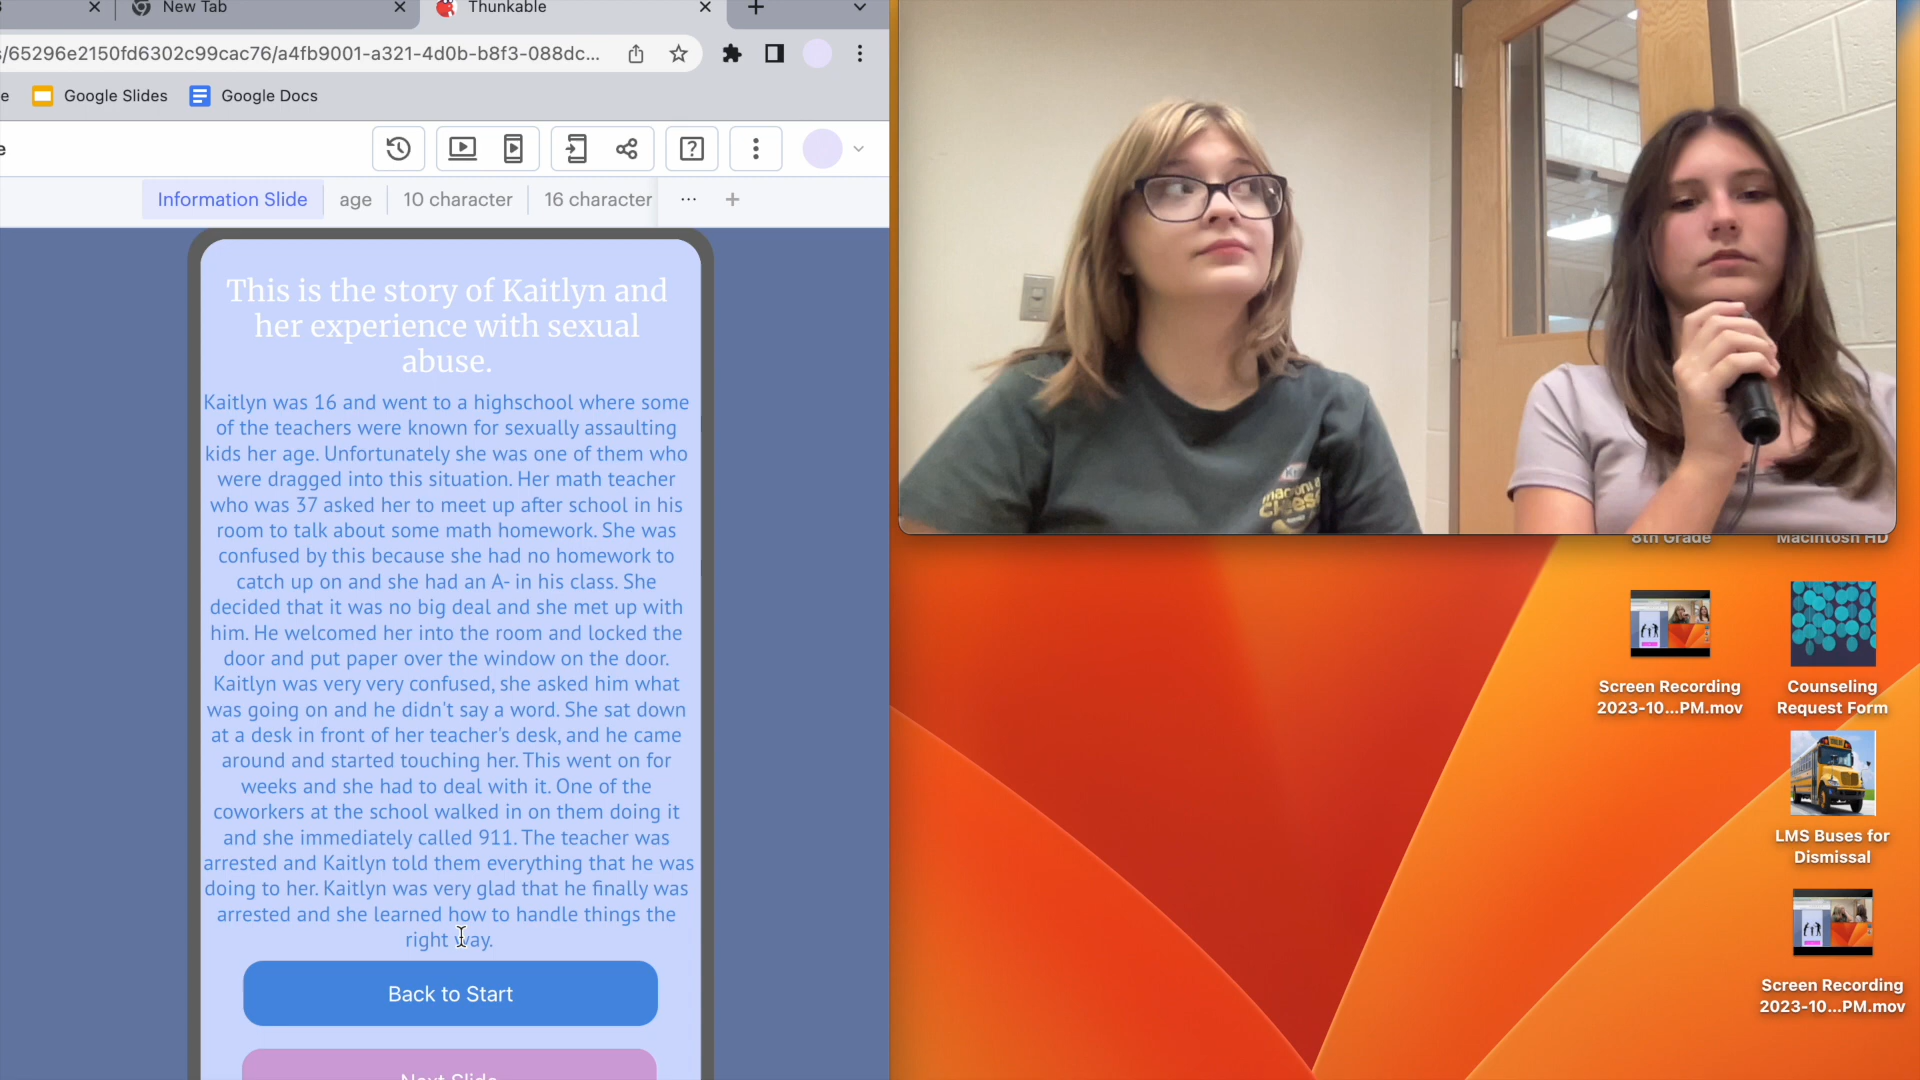 New Tab
Thunkable
/65296e2150fd6302c99cac76/a4fb9001-a321-4d0b-b8f3-088dc...
Google Slides
Google Docs
Information Slide
age
10 character
16 character
This is the story of Kaitlyn and
her experience with sexual
abuse.
Kaitlyn was 16 and went to a highschool where some
of the teachers were known for sexually assaulting
kids her age. Unfortunately she was one of them who
were dragged into this situation. Her math teacher
who was 37 asked her to meet up after school in his
room to talk about some math homework. She was
confused by this because she had no homework to
catch up on and she had an A- in his class. She
decided that it was no big deal and she met up with
him. He welcomed her into the room and locked the
door and put paper over the window on the door.
Kaitlyn was very very confused, she asked him what
was going on and he didn't say a word. She sat down
at a desk in front of her teacher's desk, and he came
around and started touching her. This went on for
weeks and she had to deal with it. One of the
coworkers at the school walked in on them doing it
and she immediately called 911. The teacher was
arrested and Kaitlyn told them everything that he was
doing to her. Kaitlyn was very glad that he finally was
arrested and she learned how to handle things the
right way.
Back to Start
Next Slide
8th Grade
Macintosh HD
Screen Recording
2023-10...PM.mov
Counseling
Request Form
LMS Buses for
Dismissal
Screen Recording
2023-10...PM.mov